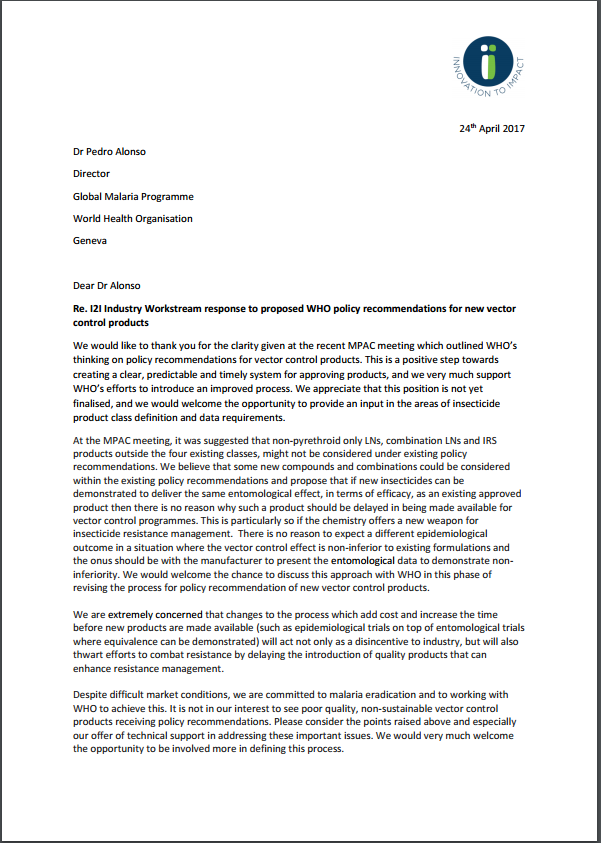 INNOVATION TO IMPACT
24th April 2017
Dr Pedro Alonso
Director
Global Malaria Programme
World Health Organisation
Geneva
Dear Dr Alonso
Re. I2I Industry Workstream response to proposed WHO policy recommendations for new vector
control products
We would like to thank you for the clarity given at the recent MPAC meeting which outlined WHO's
thinking on policy recommendations for vector control products. This is a positive step towards
creating a clear, predictable and timely system for approving products, and we very much support
WHO's efforts to introduce an improved process. We appreciate that this position is not yet
finalised, and we would welcome the opportunity to provide an input in the areas of insecticide
product class definition and data requirements.
At the MPAC meeting, it was suggested that non-pyrethroid only LNs, combination LNs and IRS
products outside the four existing classes, might not be considered under existing policy
recommendations. We believe that some new compounds and combinations could be considered
within the existing policy recommendations and propose that if new insecticides can be
demonstrated to deliver the same entomological effect, in terms of efficacy, as an existing approved
product then there is no reason why such a product should be delayed in being made available for
vector control programmes. This is particularly so if the chemistry offers a new weapon for
insecticide resistance management.  There is no reason to expect a different epidemiological
outcome in a situation where the vector control effect is non-inferior to existing formulations and
the onus should be with the manufacturer to present the entomological data to demonstrate non-
inferiority. We would welcome the chance to discuss this approach with WHO in this phase of
revising the process for policy recommendation of new vector control products.
We are extremely concerned that changes to the process which add cost and increase the time
before new products are made available (such as epidemiological trials on top of entomological trials
where equivalence can be demonstrated) will act not only as a disincentive to industry, but will also
thwart efforts to combat resistance by delaying the introduction of quality products that can
enhance resistance management.
Despite difficult market conditions, we are committed to malaria eradication and to working with
WHO to achieve this. It is not in our interest to see poor quality, non-sustainable vector control
products receiving policy recommendations. Please consider the points raised above and especially
our offer of technical support in addressing these important issues. We would very much welcome
the opportunity to be involved more in defining this process.